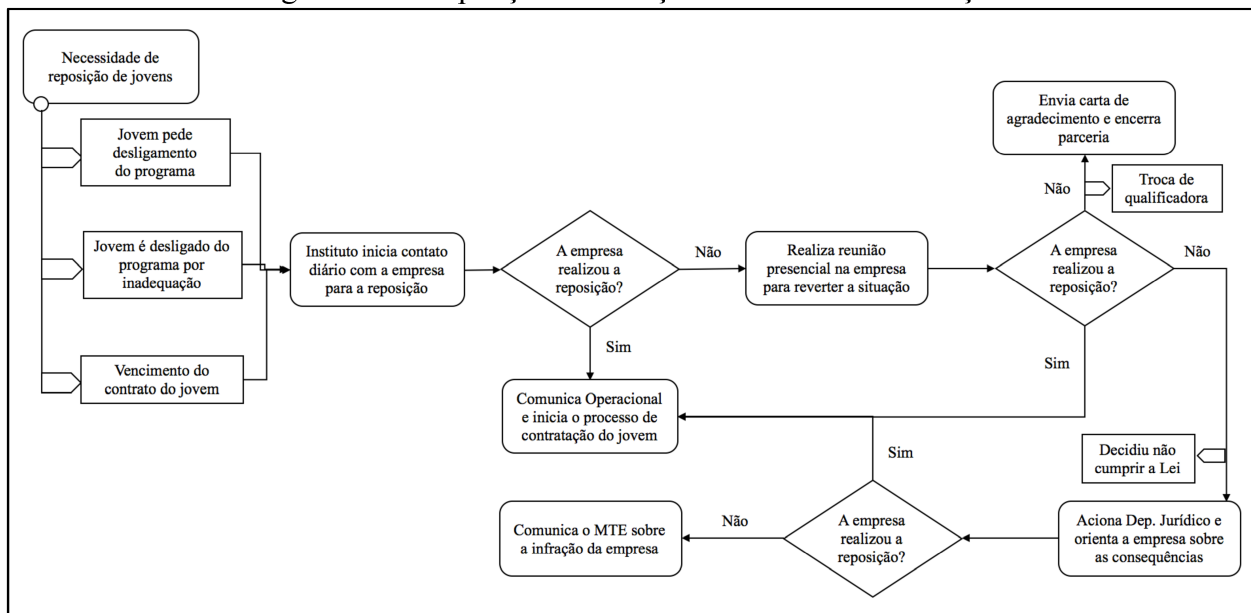 Necessidade de
reposição de jovens
Jovem pede
desligamento
do programa
Jovem é desligado do
programa por
inadequação
Vencimento do
contrato do jovem
Instituto inicia contato
diário com a empresa
para a reposição
A empresa
realizou a
reposição?
Não
Sim
Realiza reunião
presencial na empresa
para reverter a situação
A empresa
realizou a
reposição?
Não
Troca de
qualificadora
Envia carta de
agradecimento e encerra
parceria
Não
Sim
Comunica Operacional
e inicia o processo de
contratação do jovem
Decidiu não
cumprir a Lei
Aciona Dep. Jurídico e
orienta a empresa sobre
as consequências
A empresa
realizou a
reposição?
Sim
Não
Comunica o MTE sobre
a infração da empresa